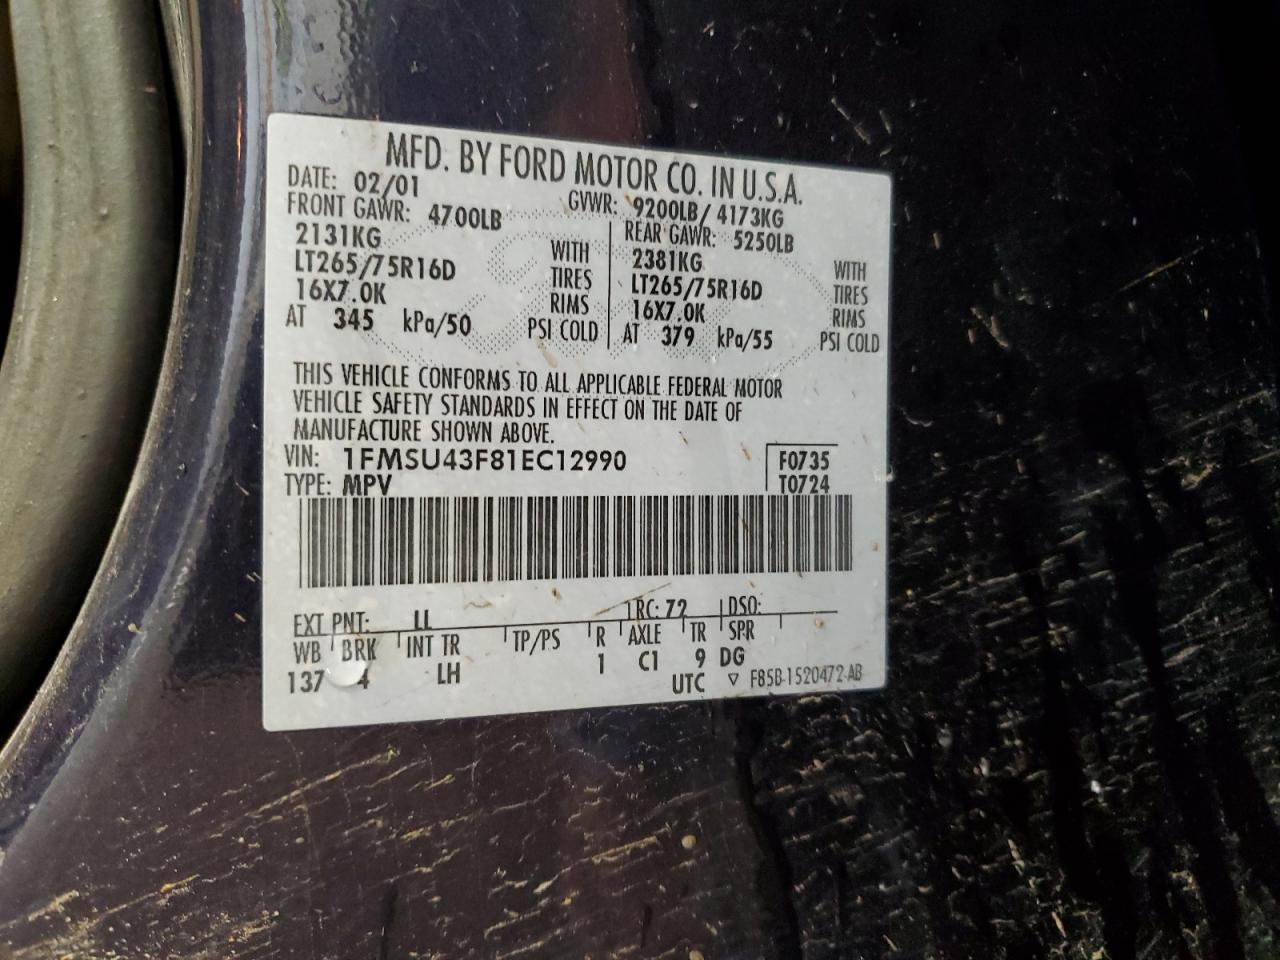 MFD. BY FORD MOTOR CO. IN U.S.A.
DATE: 02/01 GVWR: 9200LB/ 4173KG
FRONT GAWR: 4700LB REAR GAWR: 5250LB
2131KG WITH 2381KG WITH
LT265/75R16D TIRES LT265/75R16D TIRES
16X7.0K RIMS 16X7.0K RIMS
AT 345 kPa/50 PSI COLD AT 379 kPa/55 PSI COLD
THIS VEHICLE CONFORMS TO ALL APPLICABLE FEDERAL MOTOR
VEHICLE SAFETY STANDARDS IN EFFECT ON THE DATE OF
MANUFACTURE SHOWN ABOVE.
VIN: 1FMSU43F81EC12990 F0735
TYPE: MPV T0724
EXT PNT: LL RC: 72 DSO:
WB BRK INT TR TP/PS R AXLE TR SPR
137 4 LH 1 C1 9 DG
UTC ▽ F85B-1520472-AB